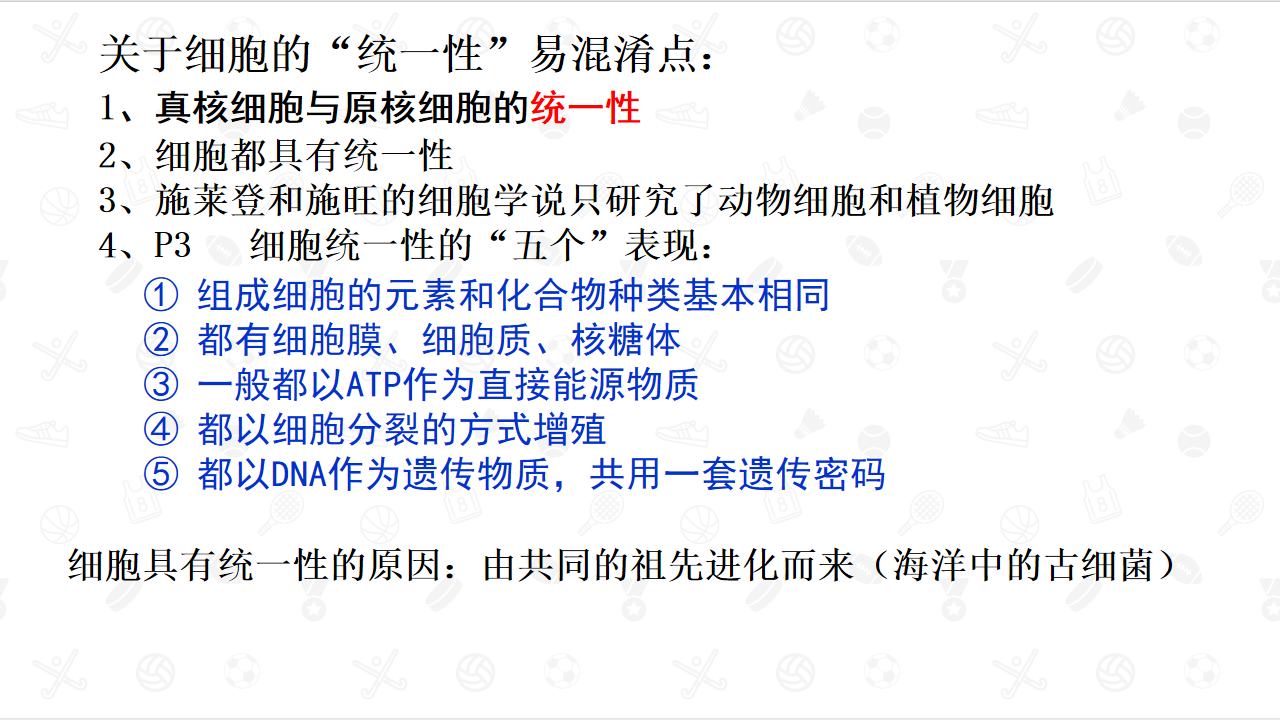 关于细胞的“统一性”易混淆点：
1、真核细胞与原核细胞的统一性
2、细胞都具有统一性
3、施莱登和施旺的细胞学说只研究了动物细胞和植物细胞
4、P3 细胞统一性的“五个”表现：
① 组成细胞的元素和化合物种类基本相同
② 都有细胞膜、细胞质、核糖体
③ 一般都以ATP作为直接能源物质
④ 都以细胞分裂的方式增殖
⑤ 都以DNA作为遗传物质，共用一套遗传密码
细胞具有统一性的原因：由共同的祖先进化而来（海洋中的古细菌）